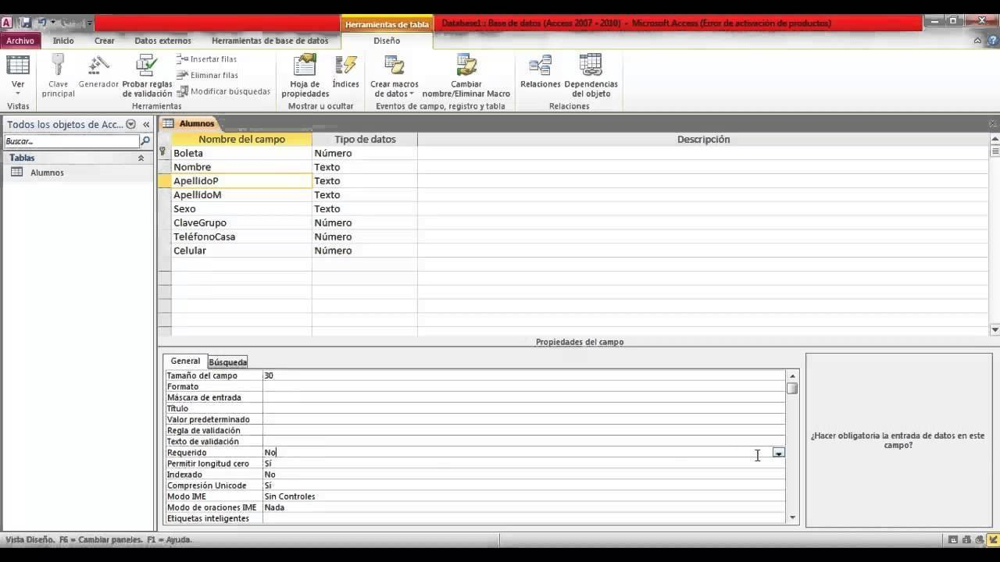 Herramientas de tabla
Database1 : Base de datos (Access 2007 - 2010) - Microsoft Access (Error de activación de productos)
Archivo Inicio Crear Datos externos Herramientas de base de datos Diseño
Ver
Vistas
Clave principal
Generador
Probar reglas de validación
Insertar filas
Eliminar filas
Modificar búsquedas
Herramientas
Hoja de propiedades
Índices
Mostrar u ocultar
Crear macros de datos
Cambiar nombre/Eliminar Macro
Eventos de campo, registro y tabla
Relaciones
Dependencias del objeto
Relaciones
Todos los objetos de Acc...
Buscar...
Tablas
Alumnos
Alumnos
Nombre del campo Tipo de datos Descripción
Boleta Número
Nombre Texto
ApellidoP Texto
ApellidoM Texto
Sexo Texto
ClaveGrupo Número
TeléfonoCasa Número
Celular Número
Propiedades del campo
General Búsqueda
Tamaño del campo 30
Formato
Máscara de entrada
Título
Valor predeterminado
Regla de validación
Texto de validación
Requerido No
Permitir longitud cero Sí
Indexado No
Compresión Unicode Sí
Modo IME Sin Controles
Modo de oraciones IME Nada
Etiquetas inteligentes
¿Hacer obligatoria la entrada de datos en este
campo?
Vista Diseño. F6 = Cambiar paneles. F1 = Ayuda.